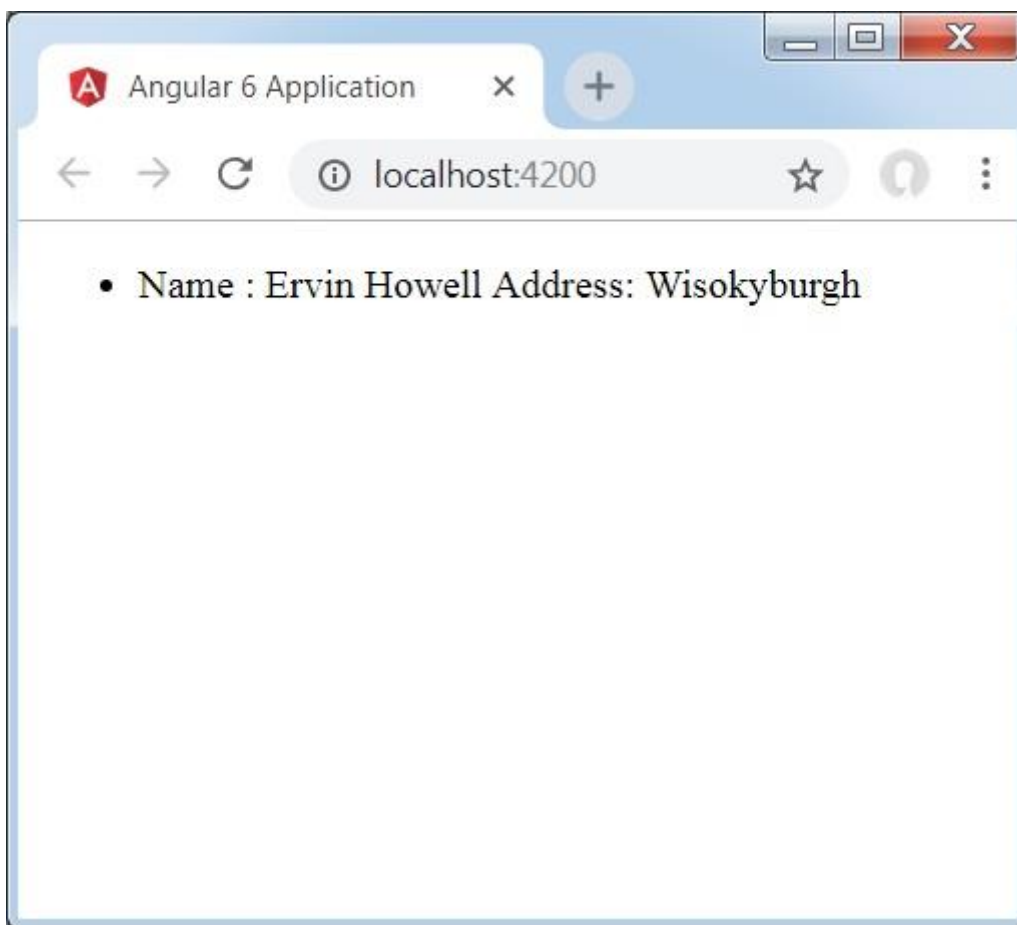 Angular 6 Application
localhost:4200
• Name : Ervin Howell Address: Wisokyburgh